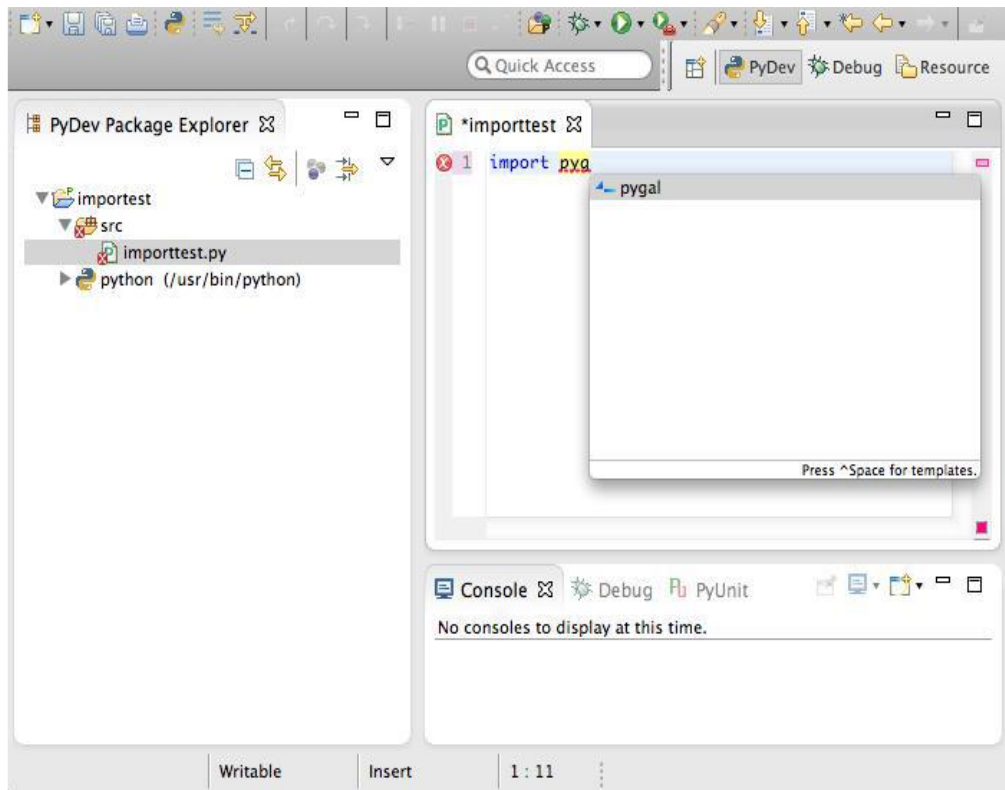 Quick Access
PyDev
Debug
Resource
PyDev Package Explorer
importest
src
importtest.py
python (/usr/bin/python)
*importtest
1 import pyg
pygal
Press ^Space for templates.
Console
Debug
PyUnit
No consoles to display at this time.
Writable
Insert
1 : 11